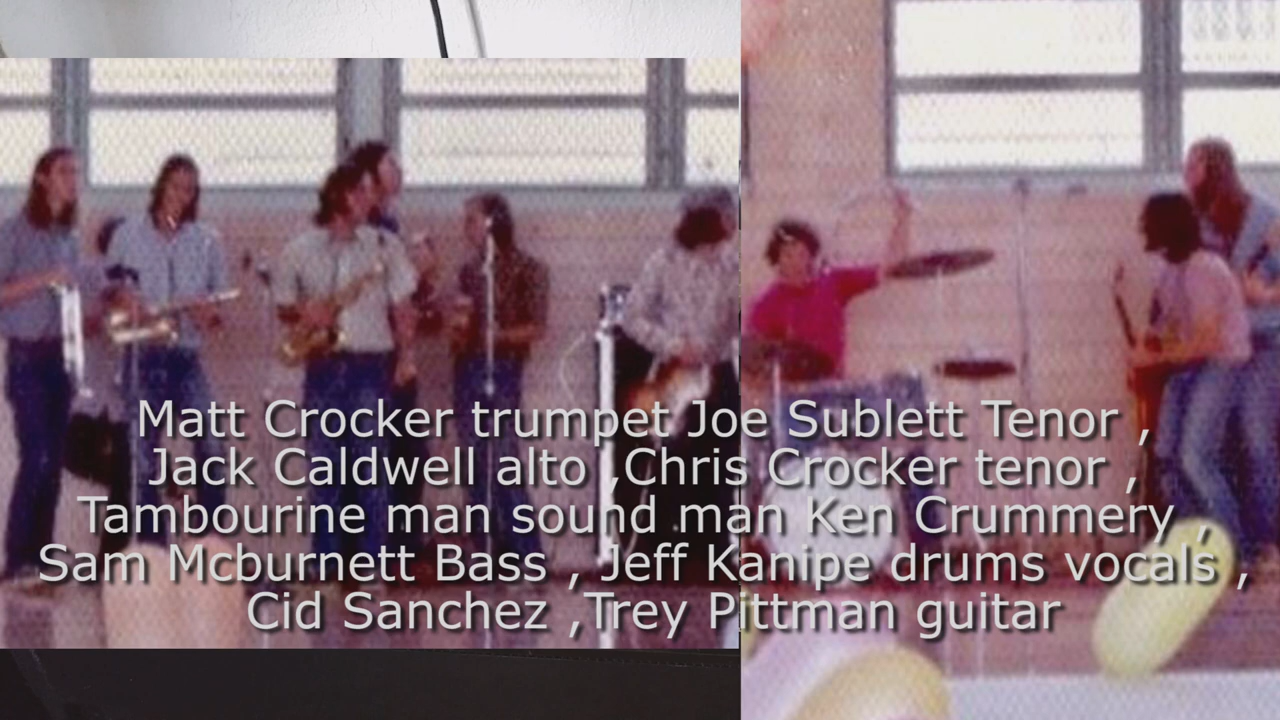 Matt Crocker trumpet Joe Sublett Tenor ,
Jack Caldwell alto ,Chris Crocker tenor ,
Tambourine man sound man Ken Crummery ,
Sam Mcburnett Bass , Jeff Kanipe drums vocals ,
Cid Sanchez ,Trey Pittman guitar